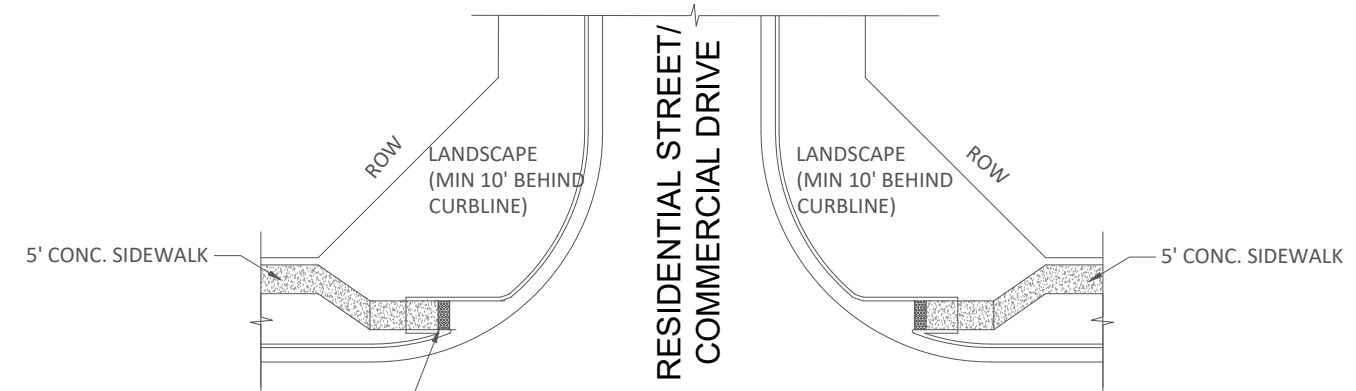 ROW
LANDSCAPE
(MIN 10' BEHIND
CURBLINE)
5' CONC. SIDEWALK
RESIDENTIAL STREET/
COMMERCIAL DRIVE
LANDSCAPE
(MIN 10' BEHIND
CURBLINE)
ROW
5' CONC. SIDEWALK